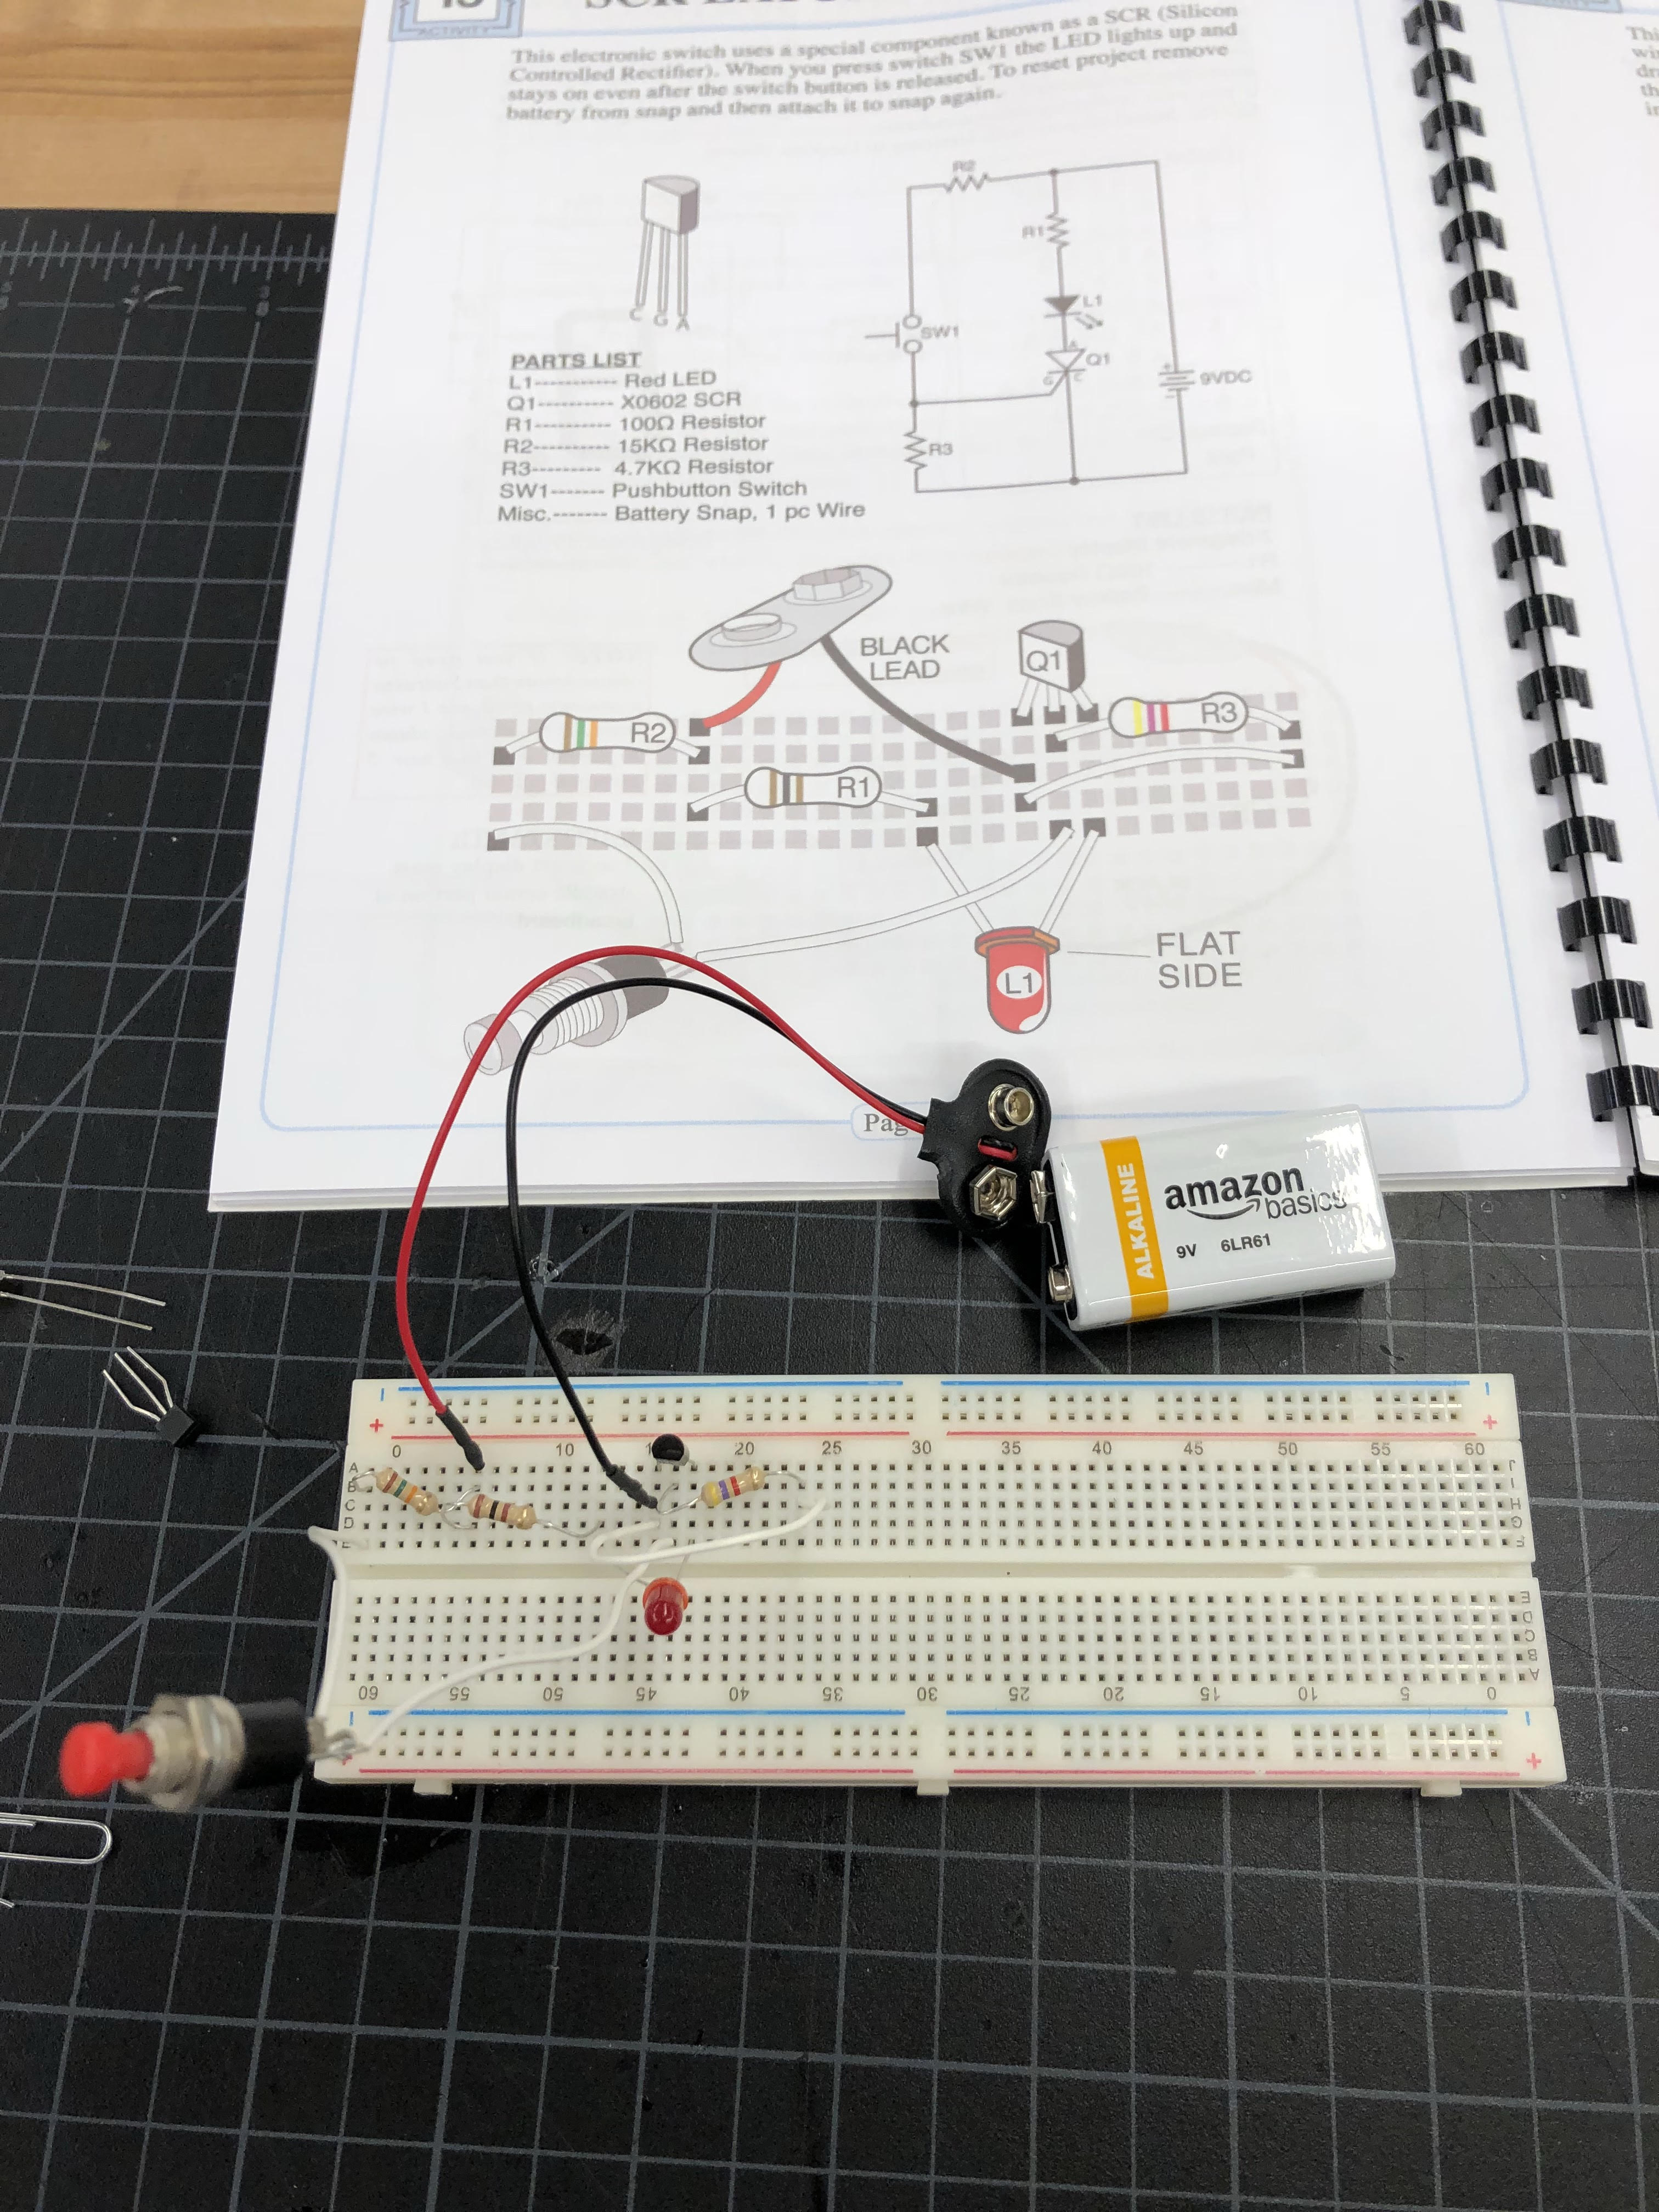 ACTIVITY
This electronic switch uses a special component known as a SCR (Silicon
Controlled Rectifier). When you press switch SW1 the LED lights up and
stays on even after the switch button is released. To reset project remove
battery from snap and then attach it to snap again.
C G A
R2
R1
L1
SW1
A
Q1
G C
9VDC
R3
PARTS LIST
L1----------- Red LED
Q1---------- X0602 SCR
R1---------- 100Ω Resistor
R2---------- 15KΩ Resistor
R3--------- 4.7KΩ Resistor
SW1------- Pushbutton Switch
Misc.------- Battery Snap, 1 pc Wire
BLACK
LEAD
Q1
R2
R3
R1
L1
FLAT
SIDE
ALKALINE
amazon
basics
9V 6LR61
0 10 20 25 30 35 40 45 50 55 60
A
B
C
D
J
I
H
G
F
E
D
C
B
A
60 55 50 45 40 35 30 25 20 15 10 5 0